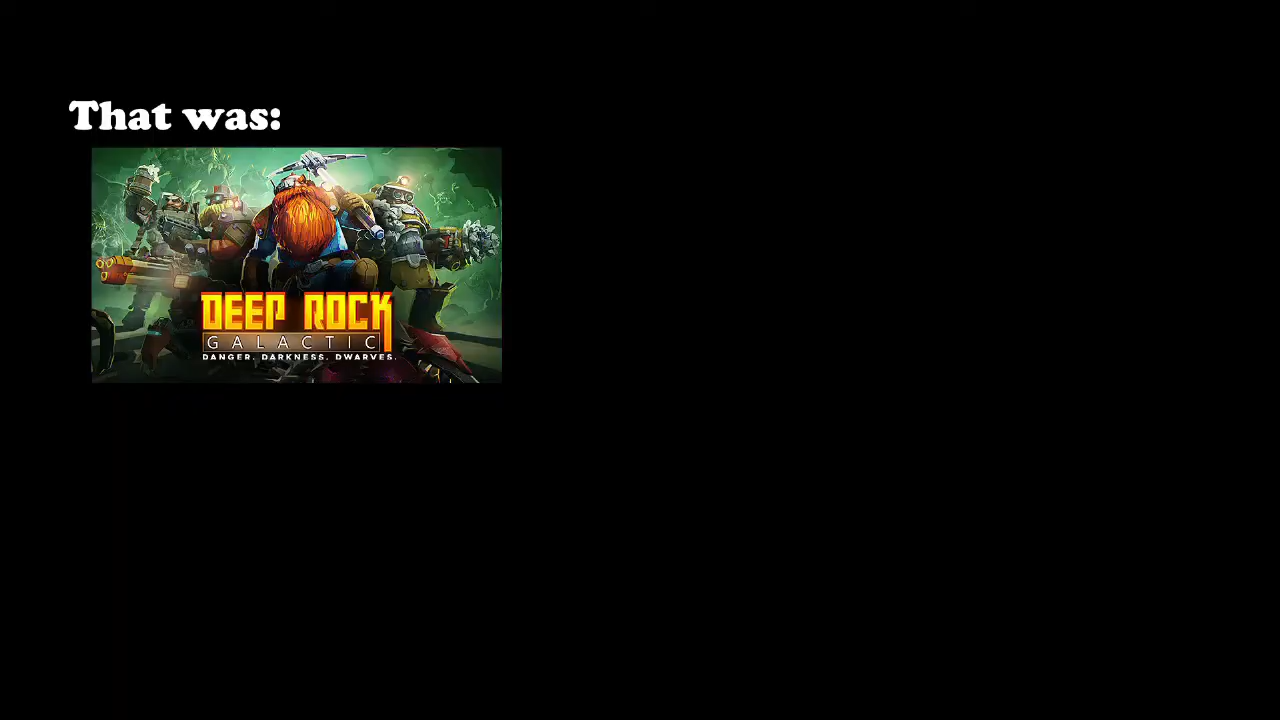 That was:
DEEP ROCK
GALACTIC
DANGER. DARKNESS. DWARVES.